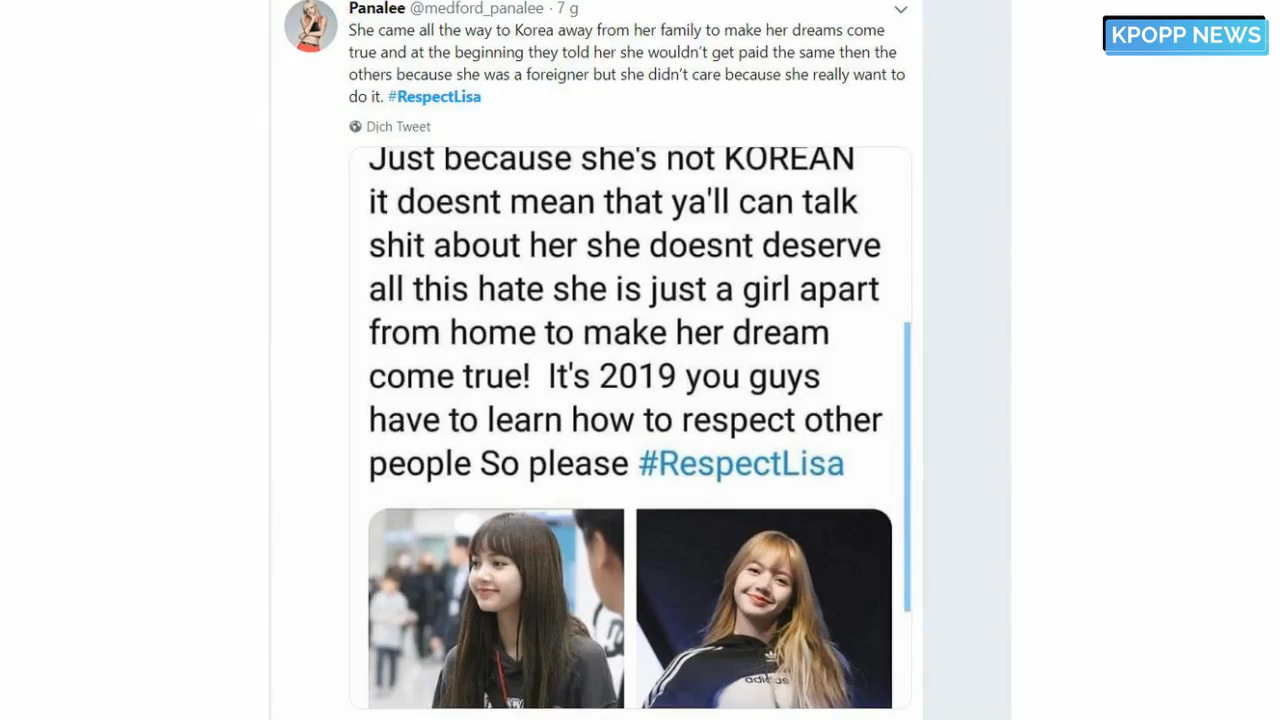 Panalee @medford_panalee · 7 g
She came all the way to Korea away from her family to make her dreams come
true and at the beginning they told her she wouldn't get paid the same then the
others because she was a foreigner but she didn't care because she really want to
do it. #RespectLisa
Dịch Tweet
Just because she's not KOREAN
it doesnt mean that ya'll can talk
shit about her she doesnt deserve
all this hate she is just a girl apart
from home to make her dream
come true! It's 2019 you guys
have to learn how to respect other
people So please #RespectLisa
adidas
KPOPP NEWS